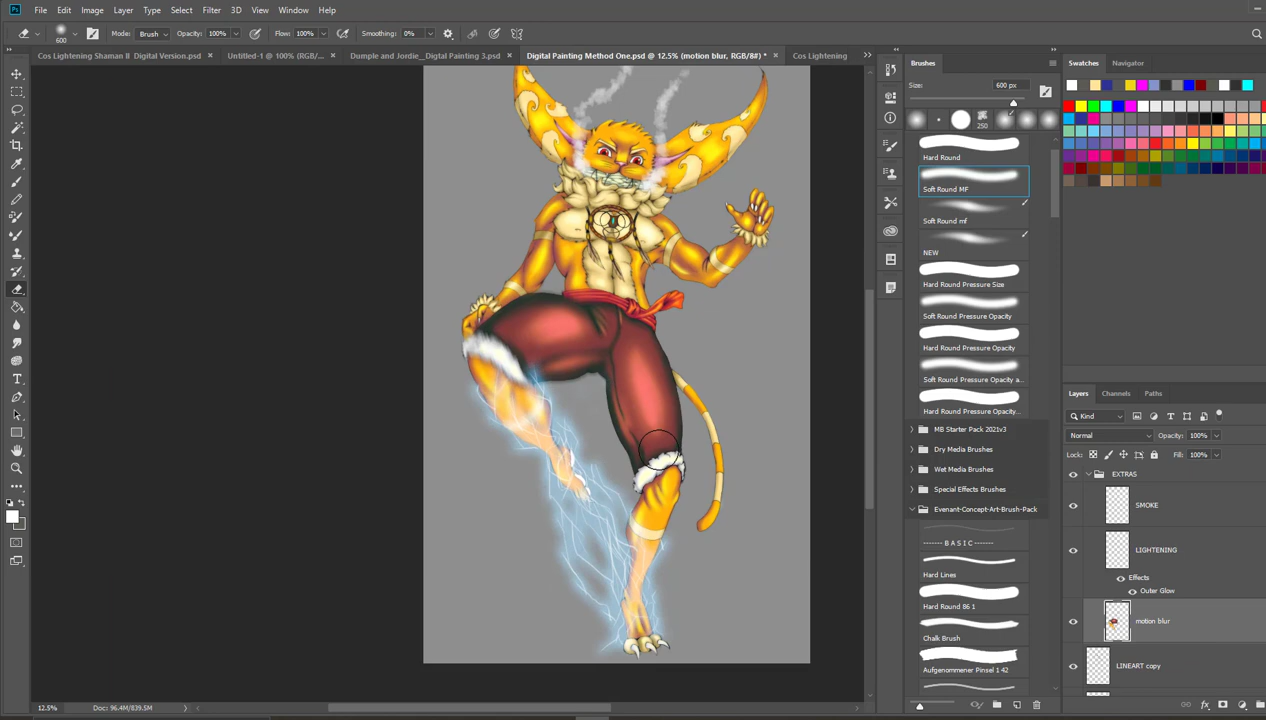 Ps File Edit Image Layer Type Select Filter 3D View Window Help
600 Mode: Brush Opacity: 100% Flow: 100% Smoothing: 0%
Cos Lightening Shaman II Digital Version.psd × Untitled-1 @ 100% (RGB/... × Dumple and Jordie_Digtal Painting 3.psd × Digital Painting Method One.psd @ 12.5% (motion blur, RGB/8#) * × Cos Lightening
Brushes
Size: 600 px
250
Hard Round
Soft Round MF
Soft Round mf
NEW
Hard Round Pressure Size
Soft Round Pressure Opacity
Hard Round Pressure Opacity
Soft Round Pressure Opacity a...
Hard Round Pressure Opacity...
MB Starter Pack 2021v3
Dry Media Brushes
Wet Media Brushes
Special Effects Brushes
Evenant-Concept-Art-Brush-Pack
------- B A S I C -------
Hard Lines
Hard Round 86 1
Chalk Brush
Aufgenommener Pinsel 1 42
Swatches Navigator
Layers Channels Paths
Kind
Normal Opacity: 100%
Lock: Fill: 100%
EXTRAS
SMOKE
LIGHTENING
Effects
Outer Glow
motion blur
LINEART copy
12.5% Doc: 96.4M/839.5M